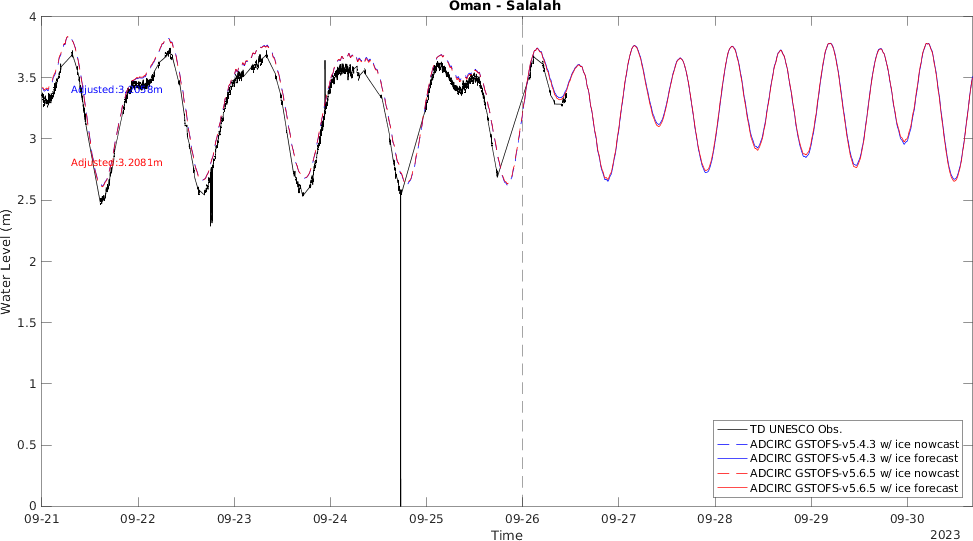 Oman - Salalah
4
3.5
3
2.5
2
1.5
1
0.5
0
Water Level (m)
Adjusted:3.2081m
TD UNESCO Obs.
ADCIRC GSTOFS-v5.4.3 w/ ice nowcast
ADCIRC GSTOFS-v5.4.3 w/ ice forecast
ADCIRC GSTOFS-v5.6.5 w/ ice nowcast
ADCIRC GSTOFS-v5.6.5 w/ ice forecast
09-21 09-22 09-23 09-24 09-25 09-26 09-27 09-28 09-29 09-30
Time
2023